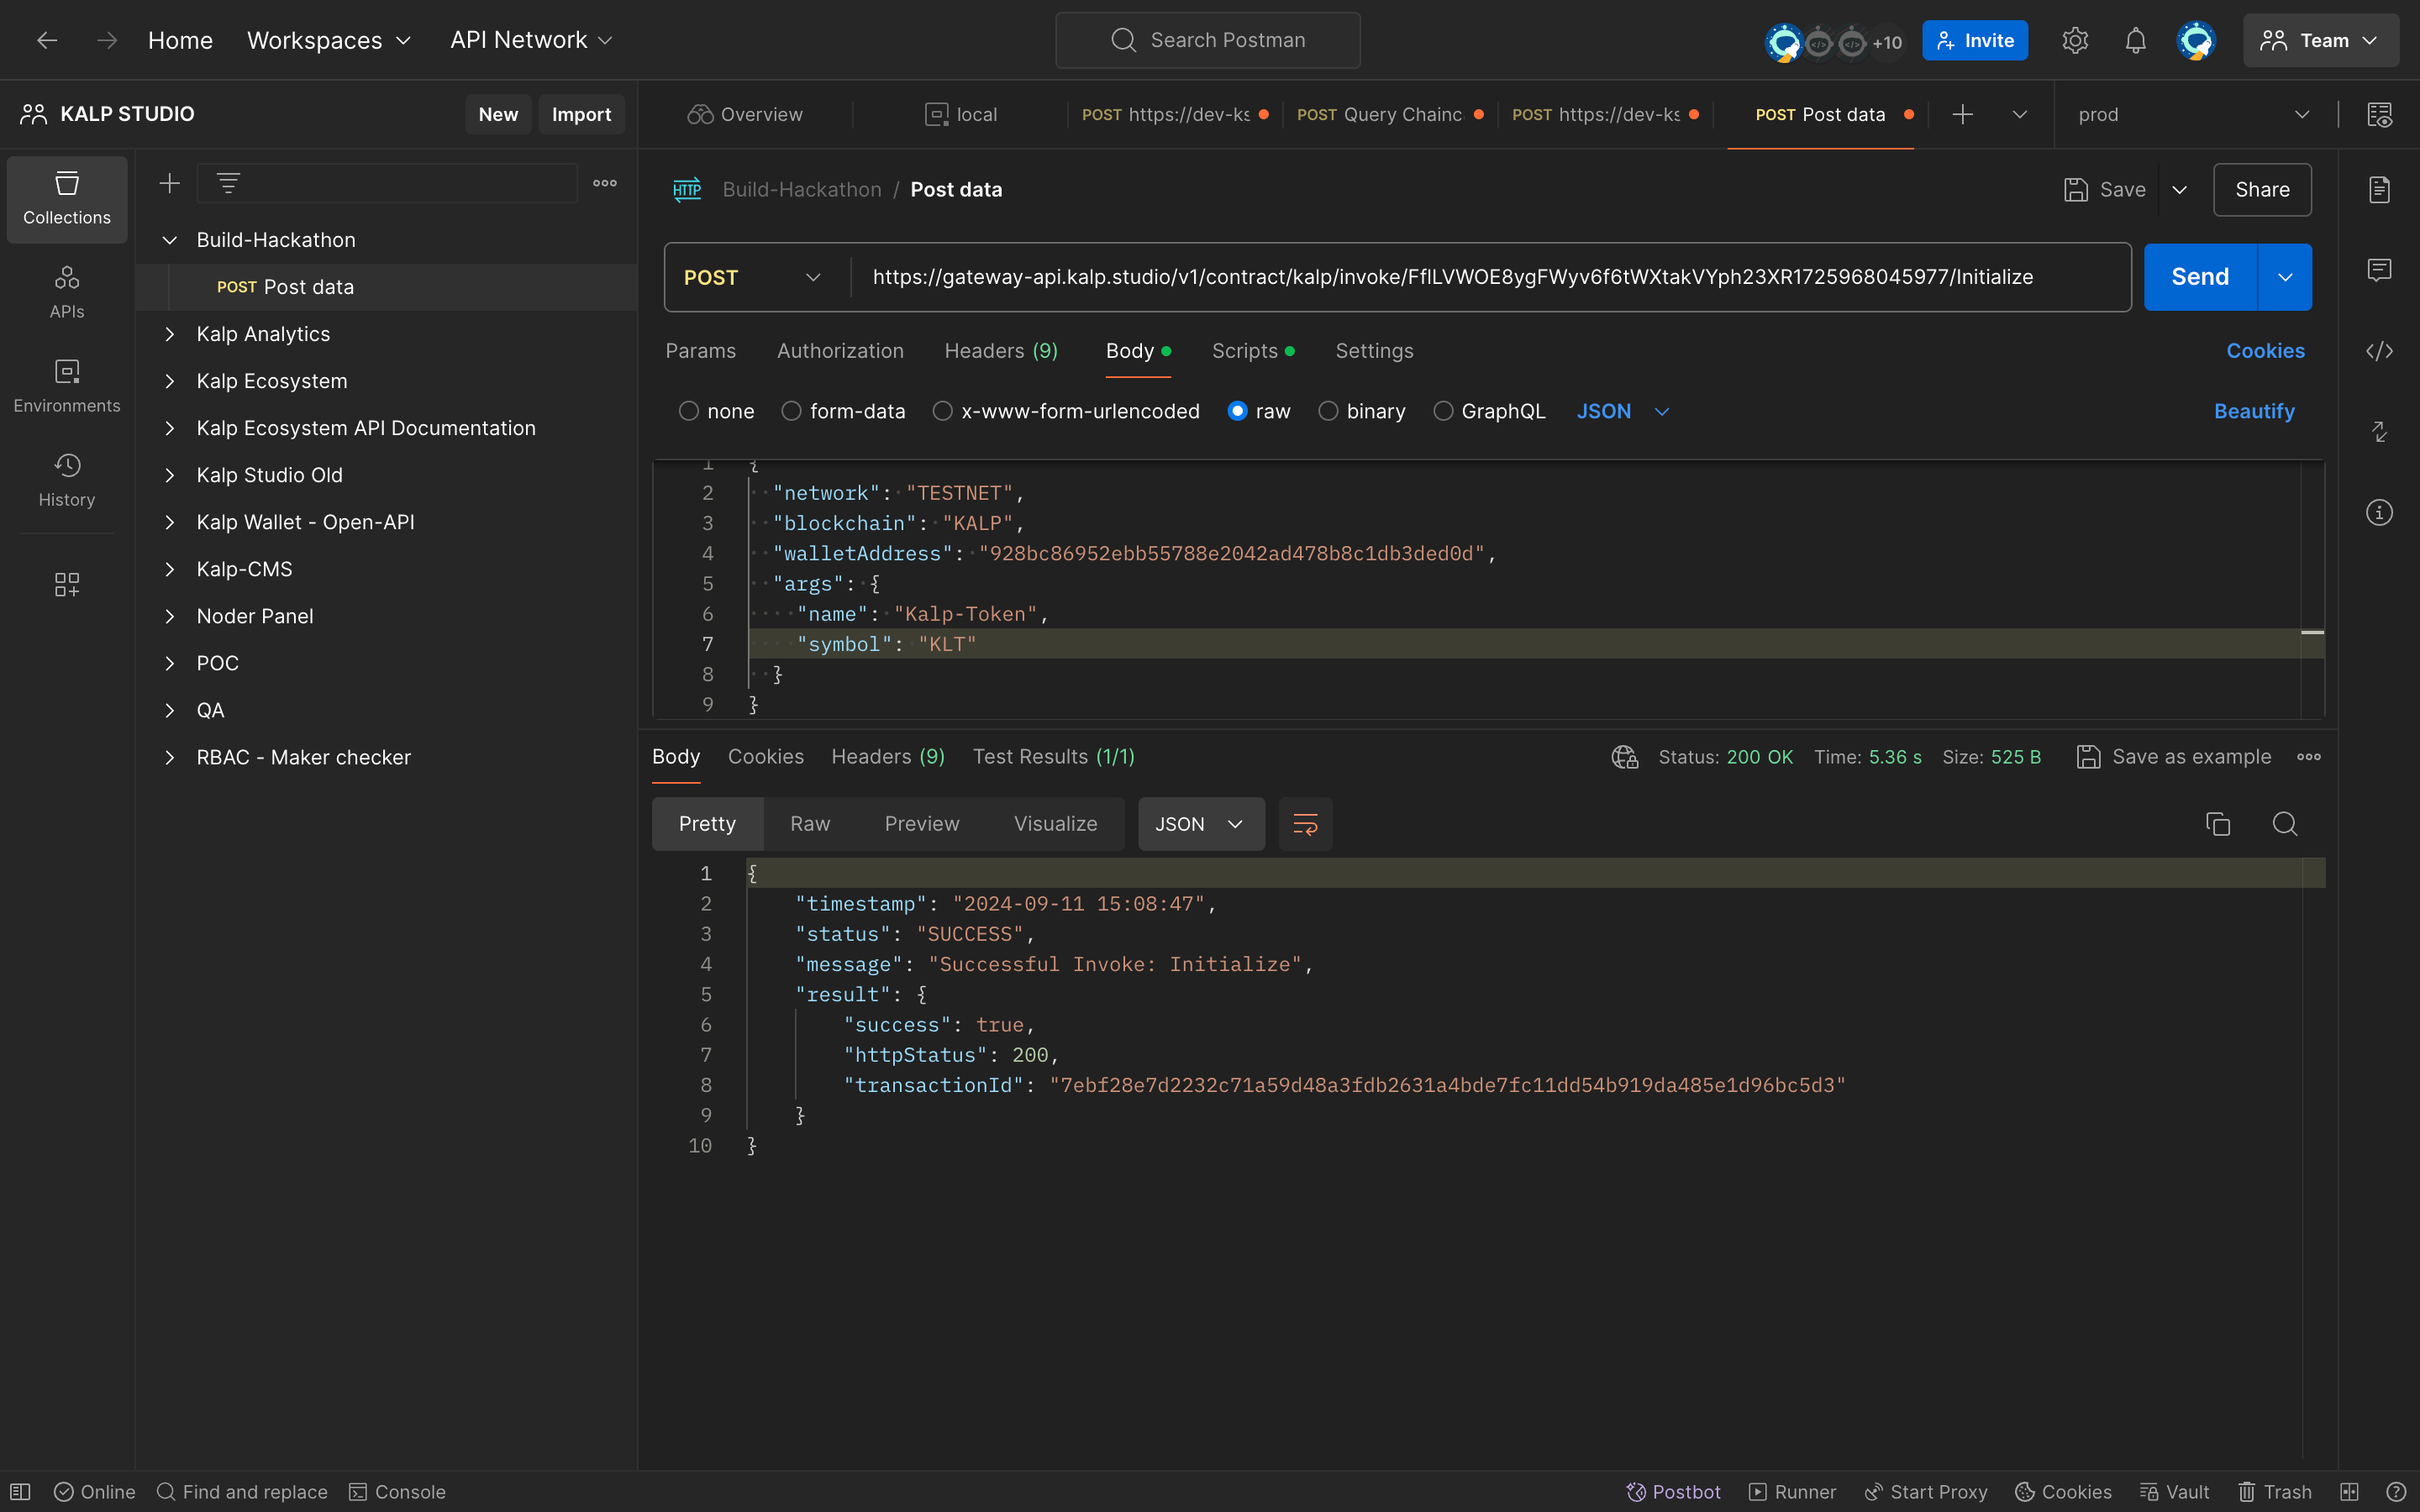 Home Workspaces API Network Search Postman +10 Invite Team
KALP STUDIO New Import
Overview local POST https://dev-ks POST Query Chainc POST https://dev-ks POST Post data prod
Collections
APIs
Environments
History
Build-Hackathon
POST Post data
Kalp Analytics
Kalp Ecosystem
Kalp Ecosystem API Documentation
Kalp Studio Old
Kalp Wallet - Open-API
Kalp-CMS
Noder Panel
POC
QA
RBAC - Maker checker
HTTP Build-Hackathon / Post data Save Share
POST https://gateway-api.kalp.studio/v1/contract/kalp/invoke/FfILVWOE8ygFWyv6f6tWXtakVYph23XR1725968045977/Initialize Send
Params Authorization Headers (9) Body Scripts Settings Cookies
none form-data x-www-form-urlencoded raw binary GraphQL JSON Beautify
1 {
2 "network": "TESTNET",
3 "blockchain": "KALP",
4 "walletAddress": "928bc86952ebb55788e2042ad478b8c1db3ded0d",
5 "args": {
6 "name": "Kalp-Token",
7 "symbol": "KLT"
8 }
9 }
Body Cookies Headers (9) Test Results (1/1) Status: 200 OK Time: 5.36 s Size: 525 B Save as example
Pretty Raw Preview Visualize JSON
1 {
2 "timestamp": "2024-09-11 15:08:47",
3 "status": "SUCCESS",
4 "message": "Successful Invoke: Initialize",
5 "result": {
6 "success": true,
7 "httpStatus": 200,
8 "transactionId": "7ebf28e7d2232c71a59d48a3fdb2631a4bde7fc11dd54b919da485e1d96bc5d3"
9 }
10 }
Online Find and replace Console Postbot Runner Start Proxy Cookies Vault Trash